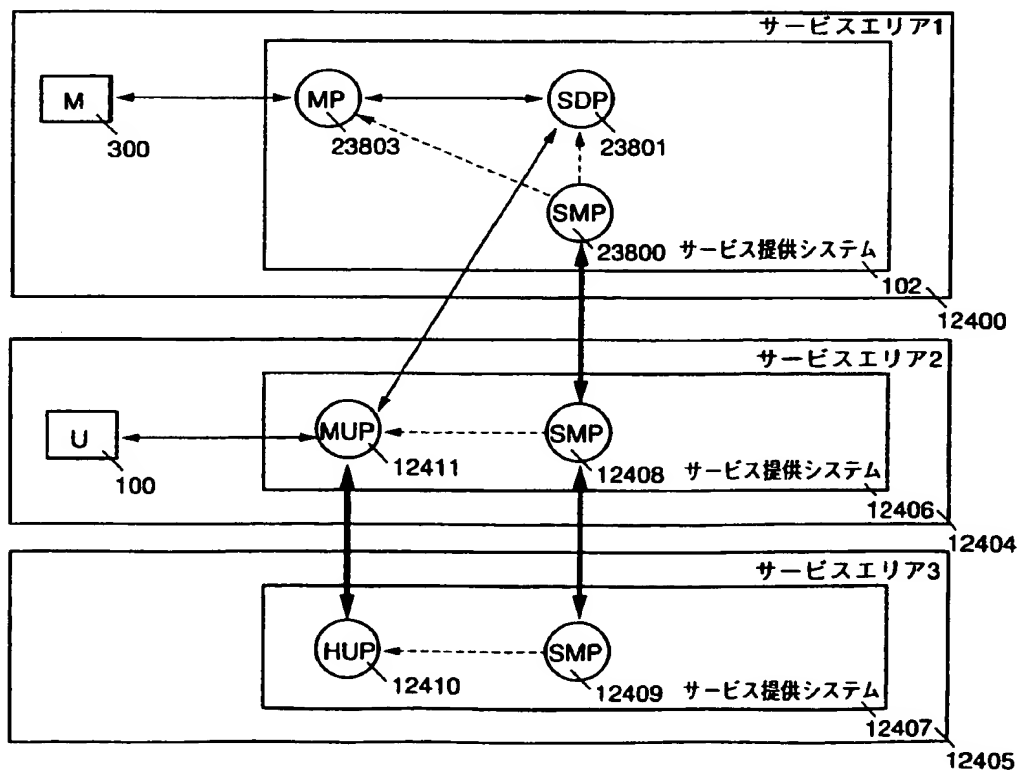 サービスエリア1
M
300
MP
23803
SDP
23801
SMP
23800
サービス提供システム
102
12400
サービスエリア2
U
100
MUP
12411
SMP
12408
サービス提供システム
12406
12404
サービスエリア3
HUP
12410
SMP
12409
サービス提供システム
12407
12405